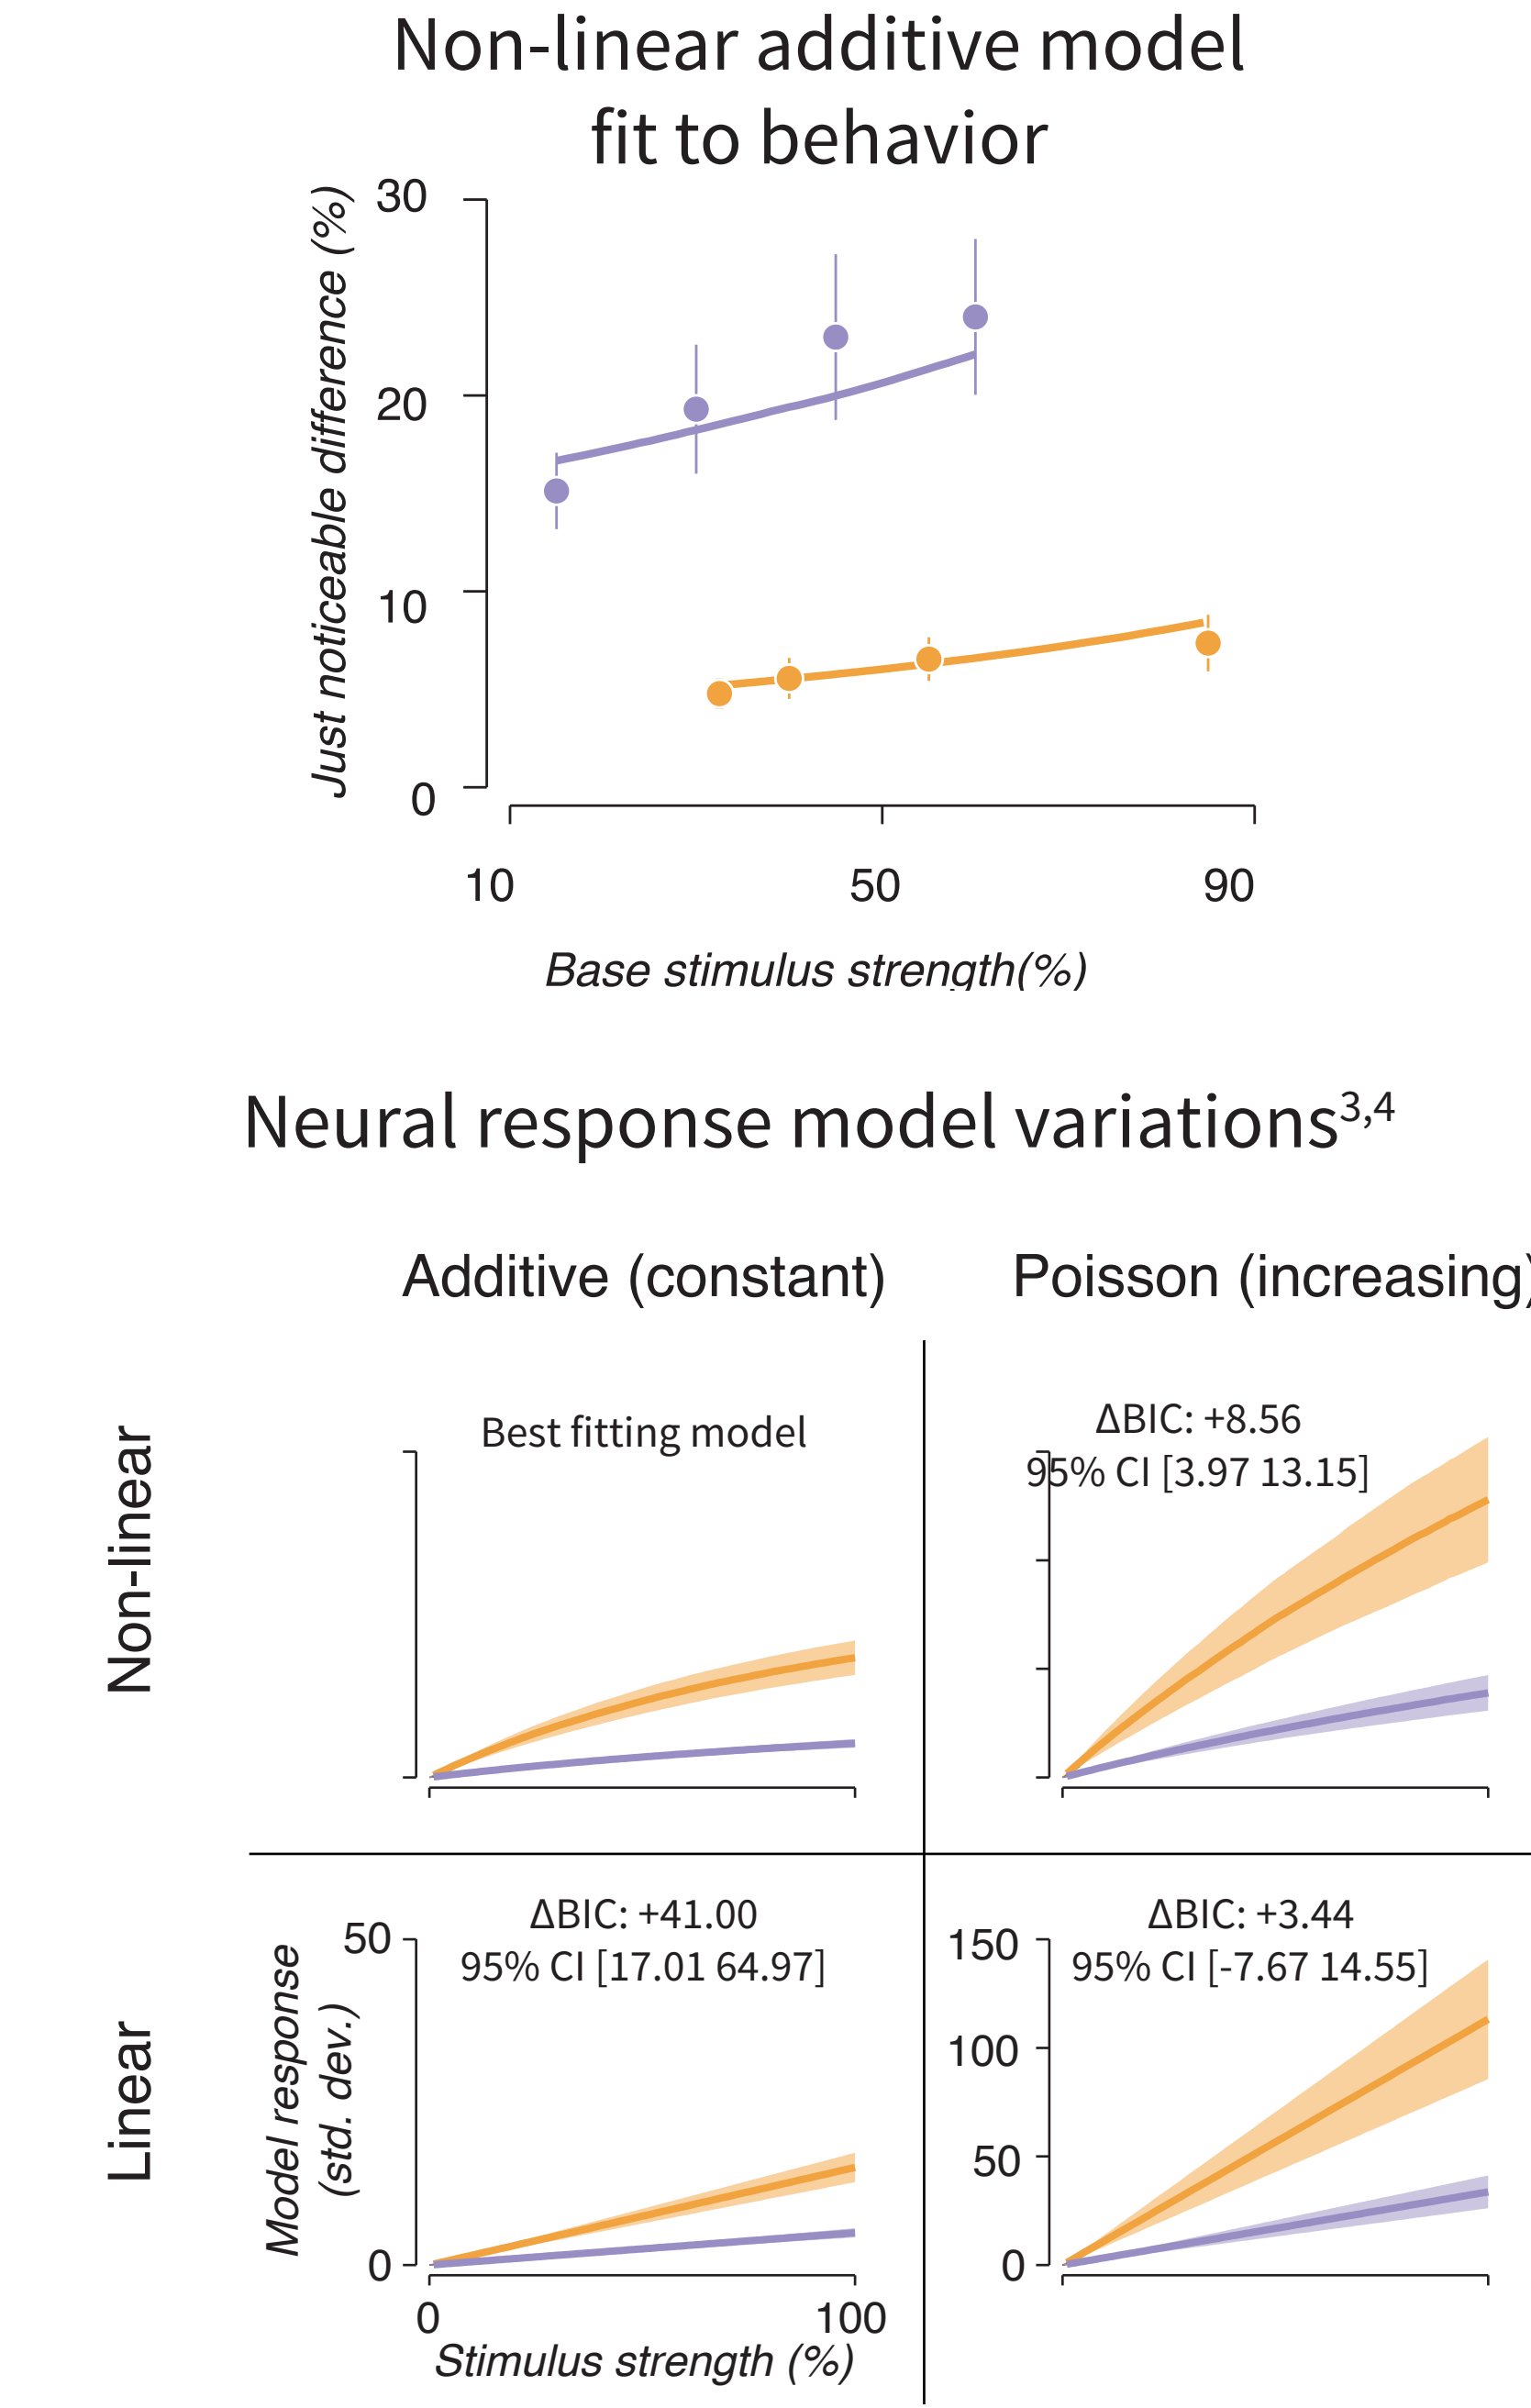 Non-linear additive model
fit to behavior
Just noticeable difference (%)
30
20
10
0
10 50 90
Base stimulus strength(%)
Neural response model variations3,4
Additive (constant) Poisson (increasing)
Non-linear
Best fitting model
ΔBIC: +8.56
95% CI [3.97 13.15]
Linear
Model response
(std. dev.)
50
0
ΔBIC: +41.00
95% CI [17.01 64.97]
0 100
Stimulus strength (%)
150
100
50
0
ΔBIC: +3.44
95% CI [-7.67 14.55]